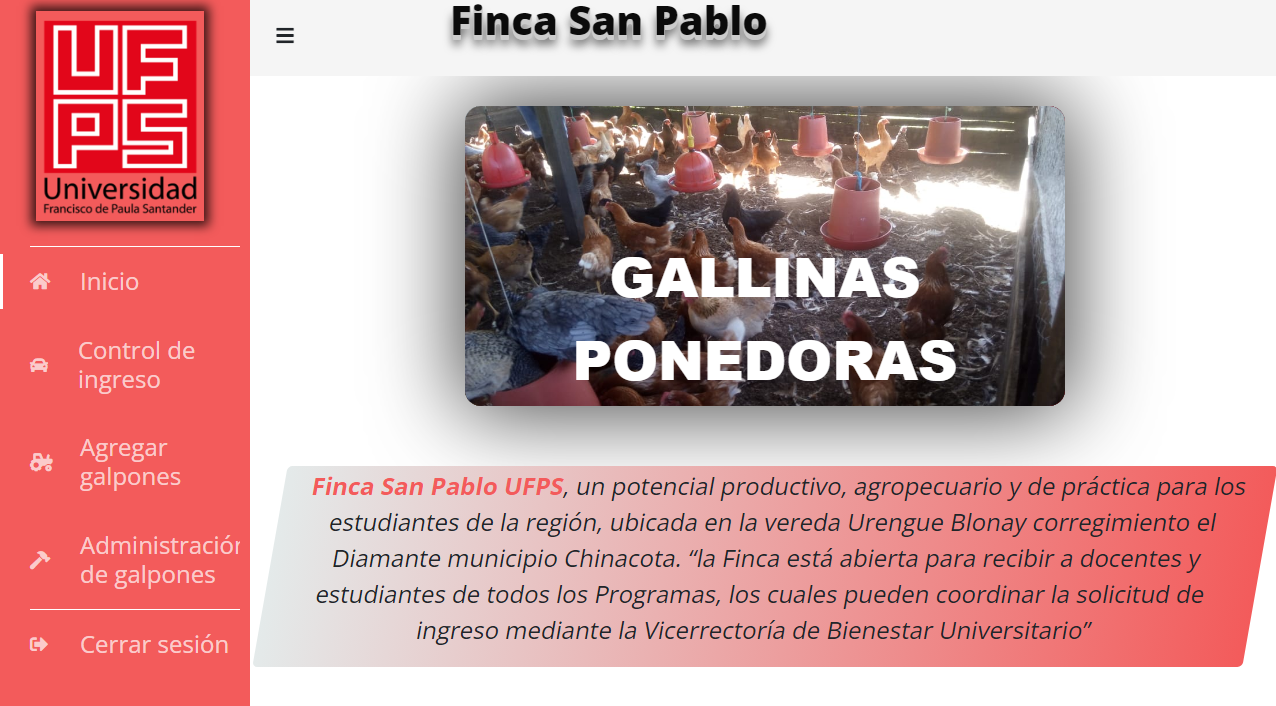 UF
PS
Universidad
Francisco de Paula Santander
Inicio
Control de
ingreso
Agregar
galpones
Administración
de galpones
Cerrar sesión
Finca San Pablo
GALLINAS
PONEDORAS
Finca San Pablo UFPS, un potencial productivo, agropecuario y de práctica para los
estudiantes de la región, ubicada en la vereda Urengue Blonay corregimiento el
Diamante municipio Chinacota. “la Finca está abierta para recibir a docentes y
estudiantes de todos los Programas, los cuales pueden coordinar la solicitud de
ingreso mediante la Vicerrectoría de Bienestar Universitario”